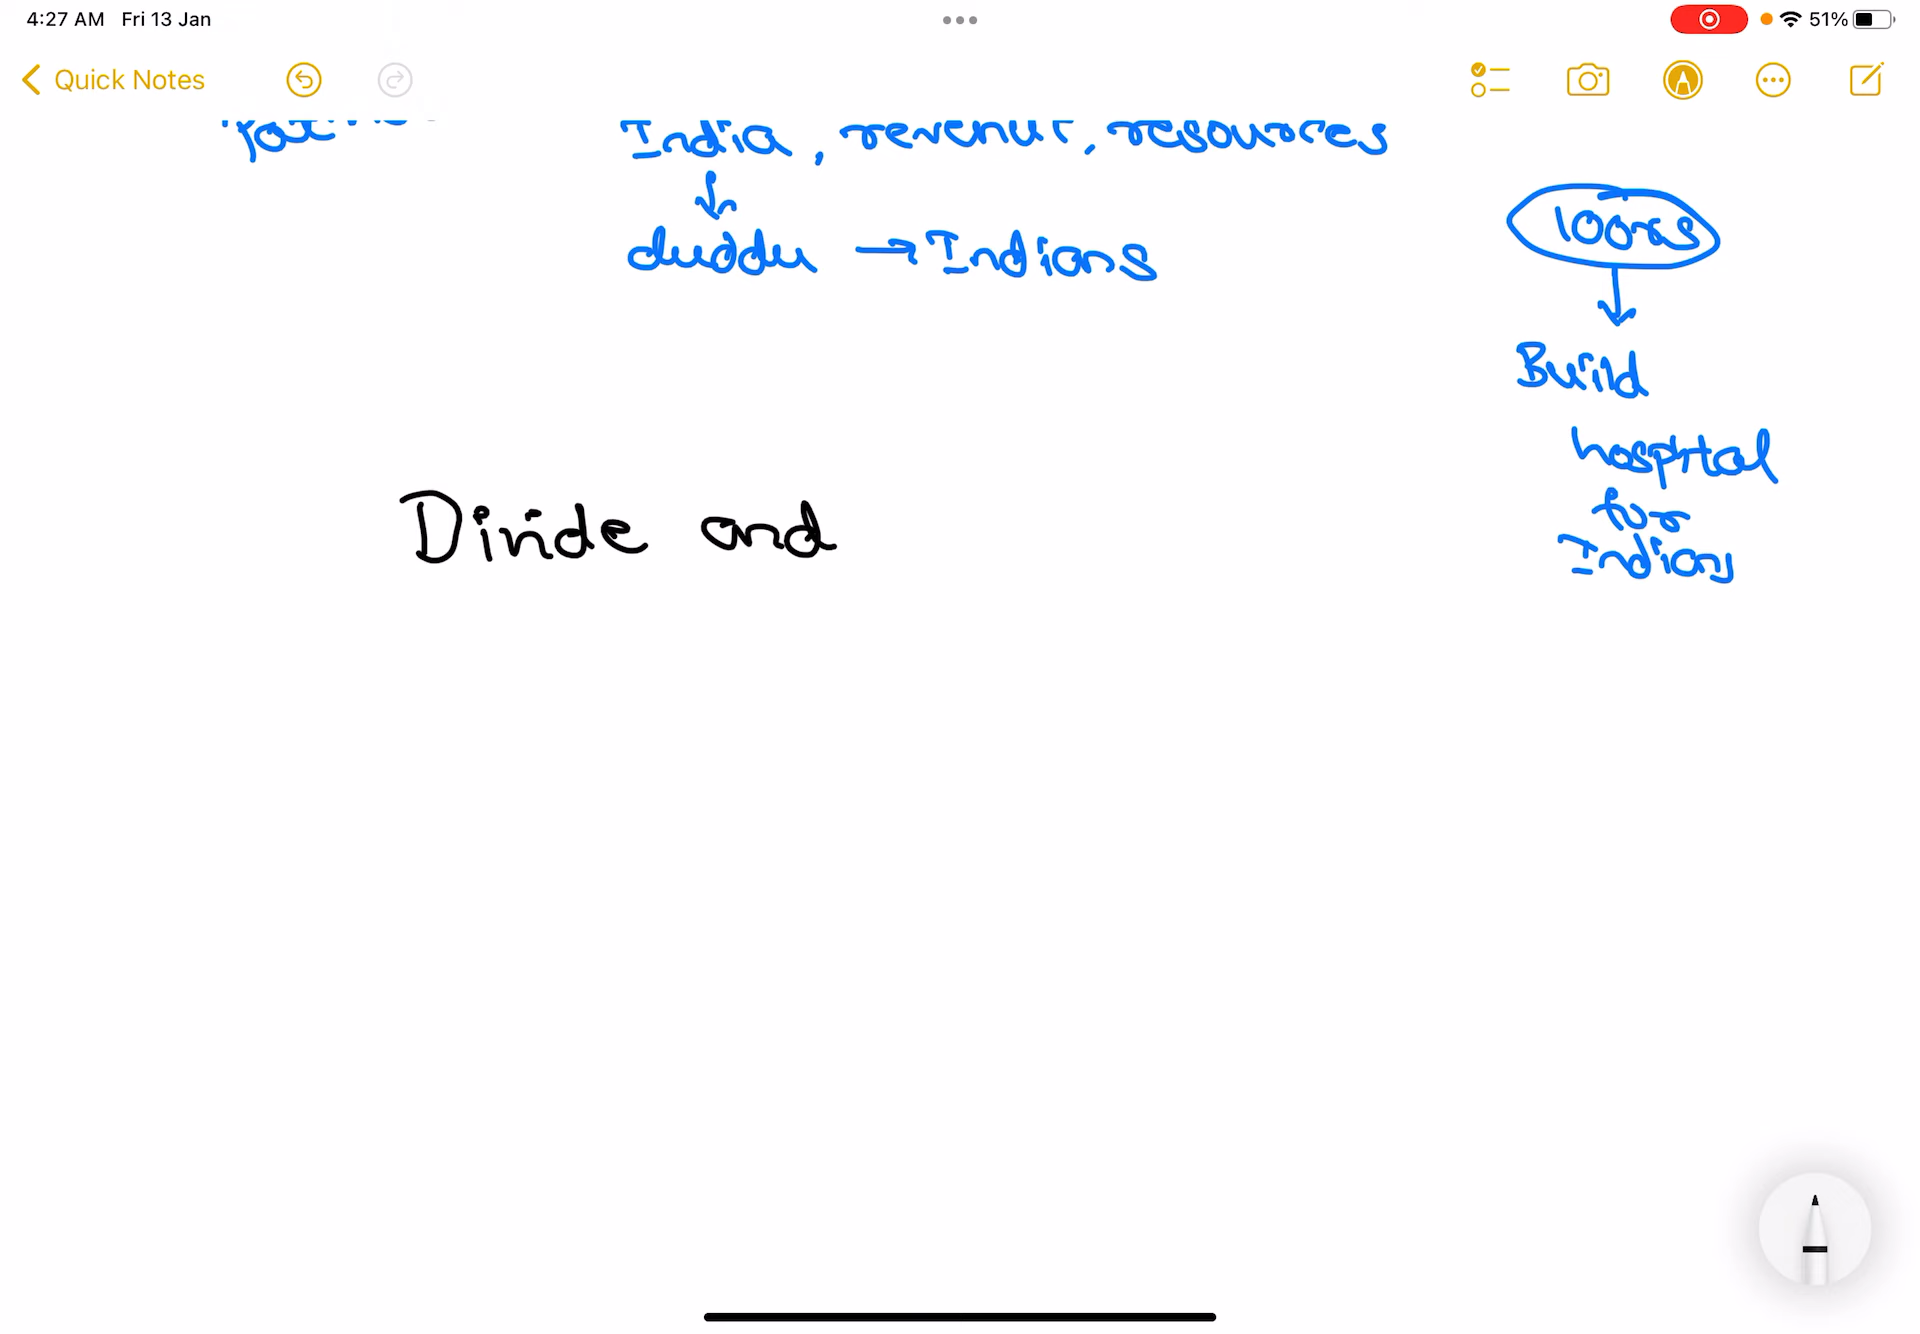 4:27 AM Fri 13 Jan
51%
Quick Notes
India, revenue, resources
duddu → Indians
100rs
Build
hospital
for
Indians
Divide and